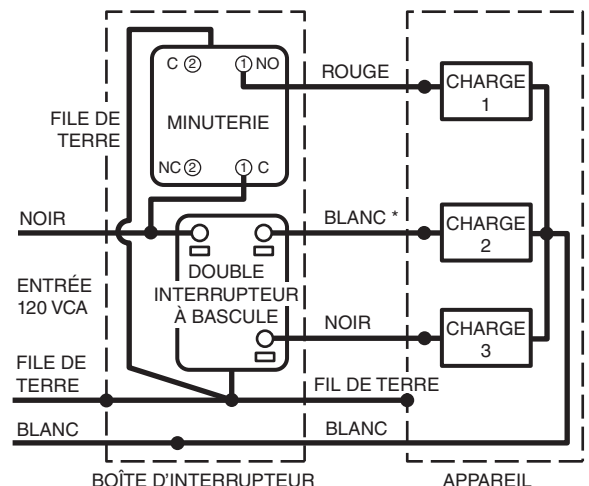 C ② ① NO
ROUGE
CHARGE
1
FILE DE
TERRE
MINUTERIE
NC ② ① C
NOIR
BLANC *
CHARGE
2
ENTRÉE
120 VCA
DOUBLE
INTERRUPTEUR
À BASCULE
NOIR
CHARGE
3
FILE DE
TERRE
FIL DE TERRE
BLANC
BLANC
BOÎTE D'INTERRUPTEUR
APPAREIL